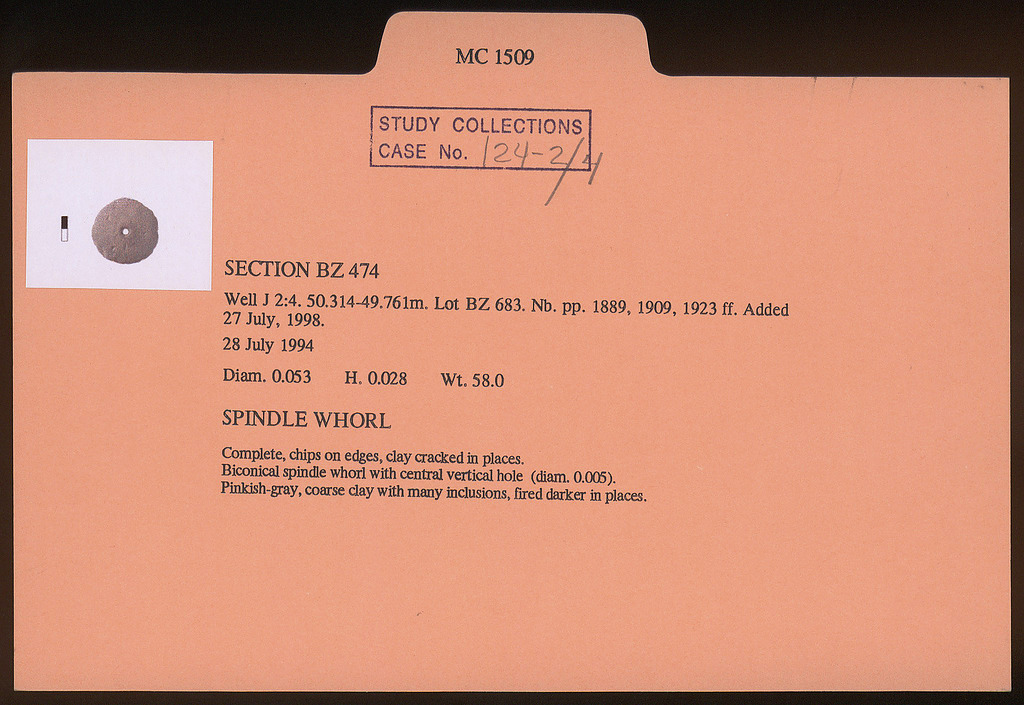 MC 1509
STUDY COLLECTIONS
CASE No. 124-2/4
SECTION BZ 474
Well J 2:4. 50.314-49.761m. Lot BZ 683. Nb. pp. 1889, 1909, 1923 ff. Added
27 July, 1998.
28 July 1994
Diam. 0.053 H. 0.028 Wt. 58.0
SPINDLE WHORL
Complete, chips on edges, clay cracked in places.
Biconical spindle whorl with central vertical hole (diam. 0.005).
Pinkish-gray, coarse clay with many inclusions, fired darker in places.